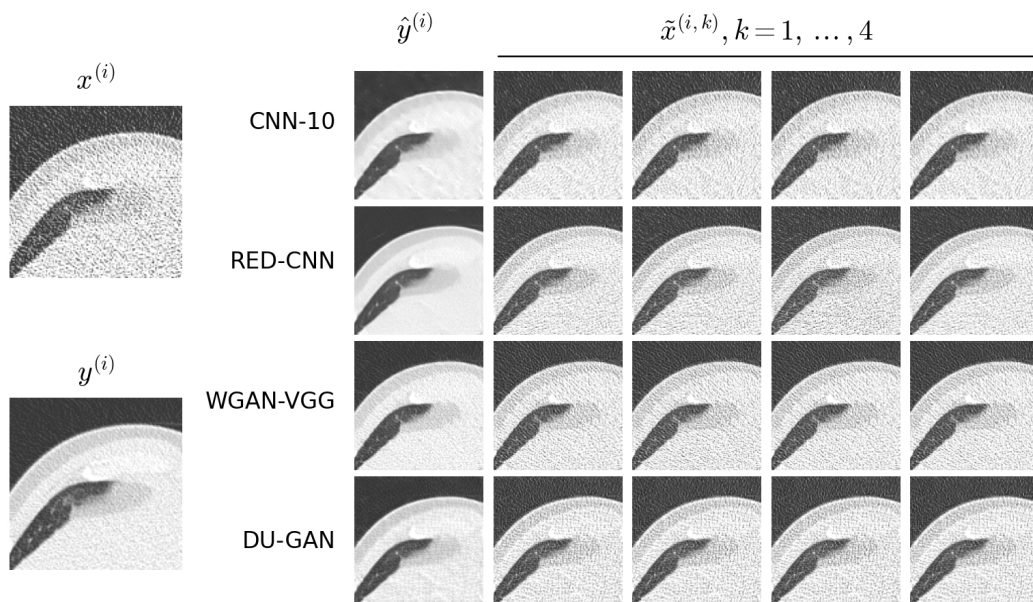 ŷ⁽ⁱ⁾
x̃⁽ⁱ,ᵏ⁾, k = 1, …, 4
x⁽ⁱ⁾
CNN-10
RED-CNN
y⁽ⁱ⁾
WGAN-VGG
DU-GAN